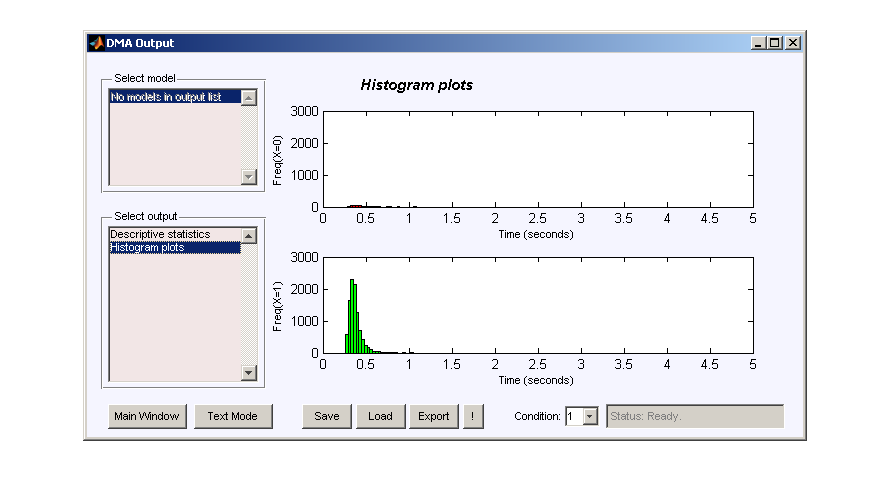 DMA Output
Select model
No models in output list
Select output
Descriptive statistics
Histogram plots
Histogram plots
Freq(X=0)
3000
2000
1000
0
0 0.5 1 1.5 2 2.5 3 3.5 4 4.5 5
Time (seconds)
Freq(X=1)
3000
2000
1000
0
0 0.5 1 1.5 2 2.5 3 3.5 4 4.5 5
Time (seconds)
Main Window Text Mode Save Load Export ! Condition: 1 Status: Ready.